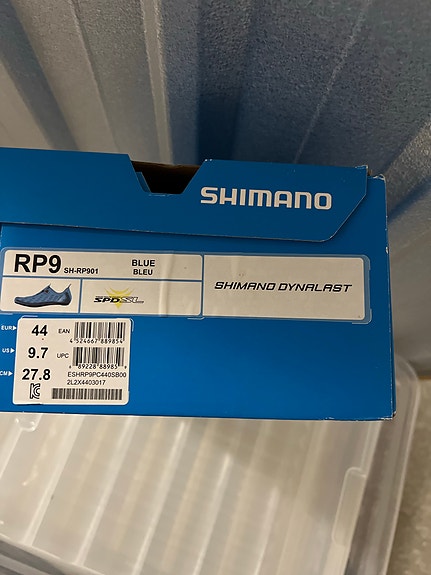 SHIMANO
RP9 SH-RP901
BLUE
BLEU
SPD-SL
SHIMANO DYNALAST
EUR 44 EAN
4 524667 889854
US 9.7 UPC
6 89228 88985 9
CM 27.8
ESHRP9PC440SB00
2L2X4403017